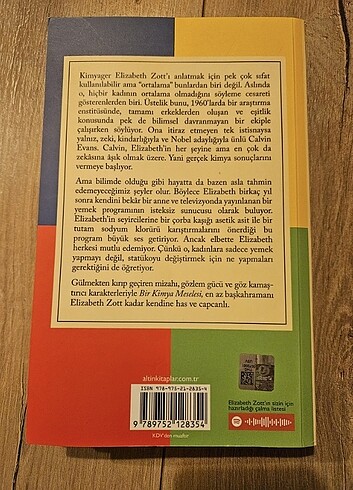 Kimyager Elizabeth Zott'ı anlatmak için pek çok sıfat
kullanılabilir ama "ortalama" bunlardan biri değil. Aslında
o, hiçbir kadının ortalama olmadığını söyleme cesareti
gösterenlerden biri. Üstelik bunu, 1960'larda bir araştırma
enstitüsünde, tamamı erkeklerden oluşan ve eşitlik
konusunda pek de bilimsel davranmayan bir ekiple
çalışırken söylüyor. Ona itiraz etmeyen tek istisnaysa
yalnız, zeki, kindarlığıyla ve Nobel adaylığıyla ünlü Calvin
Evans. Calvin, Elizabeth'in her şeyine ama en çok da
zekâsına âşık olmak üzere. Yani gerçek kimya sonuçlarını
vermeye başlıyor.
Ama bilimde olduğu gibi hayatta da bazen asla tahmin
edemeyeceğimiz şeyler olur. Böylece Elizabeth birkaç yıl
sonra kendini bekâr bir anne ve televizyonda yayınlanan bir
yemek programının isteksiz sunucusu olarak buluyor.
Elizabeth'in seyircilerine bir çorba kaşığı asetik asit ile bir
tutam sodyum klorürü karıştırmalarını önerdiği bu
program büyük ses getiriyor. Ancak elbette Elizabeth
herkesi mutlu edemiyor. Çünkü o, kadınlara sadece yemek
yapmayı değil, statükoyu değiştirmek için ne yapmaları
gerektiğini de öğretiyor.
Gülmekten kırıp geçiren mizahı, gözlem gücü ve göz kamaş-
tırıcı karakterleriyle Bir Kimya Meselesi, en az başkahramanı
Elizabeth Zott kadar kendine has ve capcanlı.
altinkitaplar.com.tr
ISBN 978-975-21-2835-4
9 789752 128354
KDV'den muaftır
Elizabeth Zott'ın sizin için
hazırladığı çalma listesi